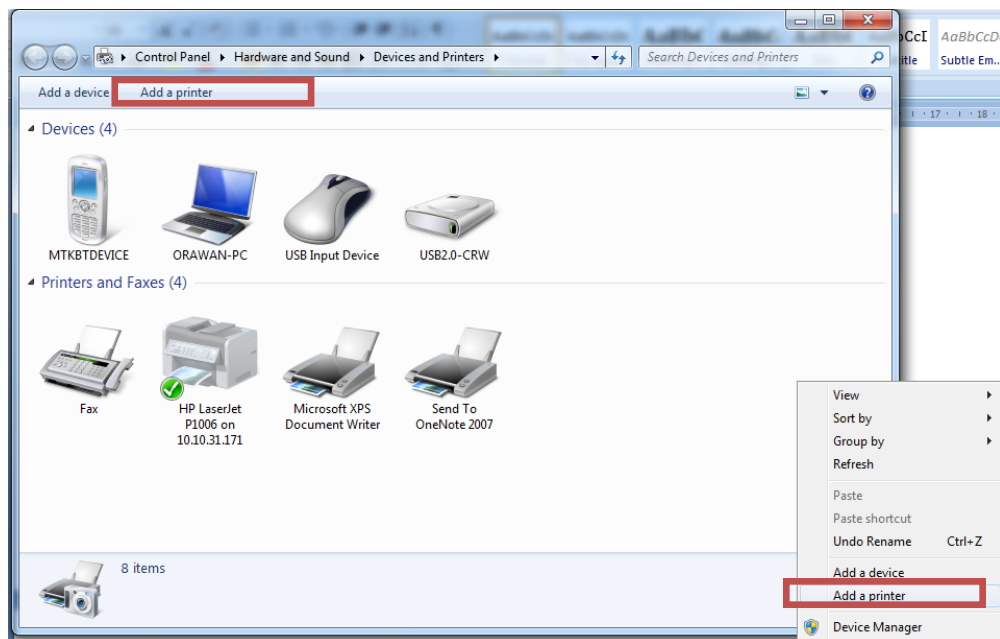 Control Panel Hardware and Sound Devices and Printers
Search Devices and Printers
AaBbCcD
Subtle Em...
Add a device Add a printer
17 18
Devices (4)
MTKBTDEVICE ORAWAN-PC USB Input Device USB2.0-CRW
Printers and Faxes (4)
Fax
HP LaserJet
P1006 on
10.10.31.171
Microsoft XPS
Document Writer
Send To
OneNote 2007
8 items
View
Sort by
Group by
Refresh
Paste
Paste shortcut
Undo Rename Ctrl+Z
Add a device
Add a printer
Device Manager